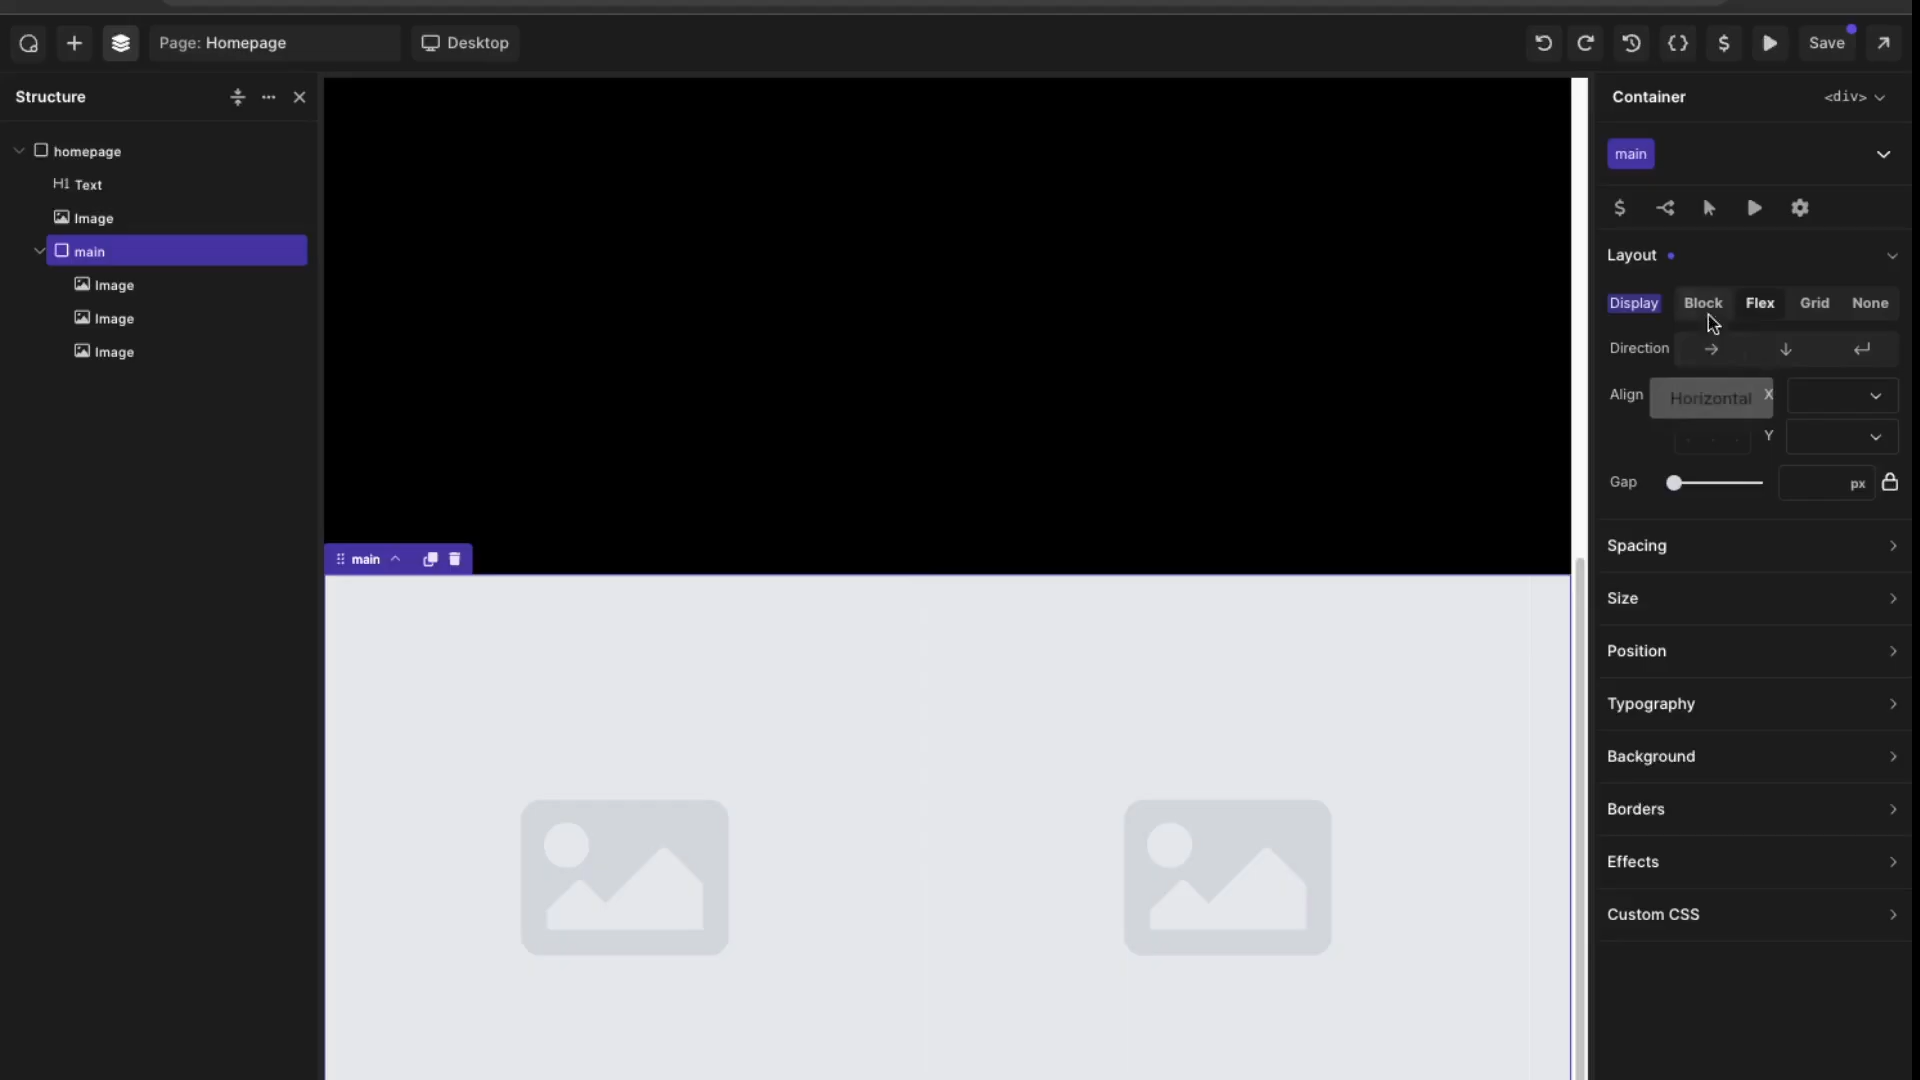 Page: Homepage
Desktop
$
Save
Structure
homepage
H1 Text
Image
main
Image
Image
Image
main
Container
<div>
main
$
Layout
Display
Block
Flex
Grid
None
Direction
Align
Horizontal
X
Y
Gap
px
Spacing
Size
Position
Typography
Background
Borders
Effects
Custom CSS